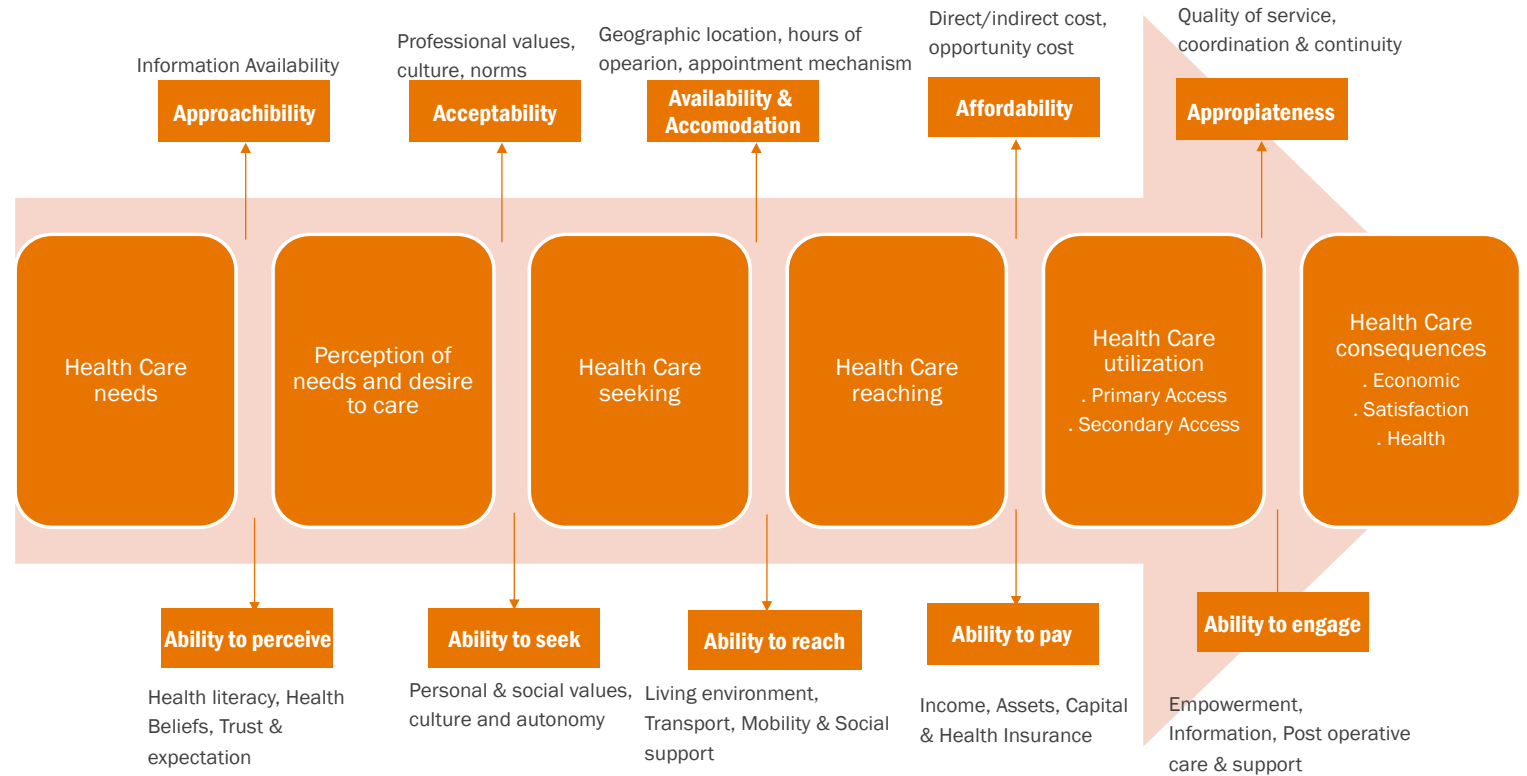 Information Availability
Approachibility
Professional values,
culture, norms
Acceptability
Geographic location, hours of
opearion, appointment mechanism
Availability &
Accomodation
Direct/indirect cost,
opportunity cost
Affordability
Quality of service,
coordination & continuity
Appropiateness
Health Care
needs
Perception of
needs and desire
to care
Health Care
seeking
Health Care
reaching
Health Care
utilization
. Primary Access
. Secondary Access
Health Care
consequences
. Economic
. Satisfaction
. Health
Ability to perceive
Health literacy, Health
Beliefs, Trust &
expectation
Ability to seek
Personal & social values,
culture and autonomy
Ability to reach
Living environment,
Transport, Mobility & Social
support
Ability to pay
Income, Assets, Capital
& Health Insurance
Ability to engage
Empowerment,
Information, Post operative
care & support